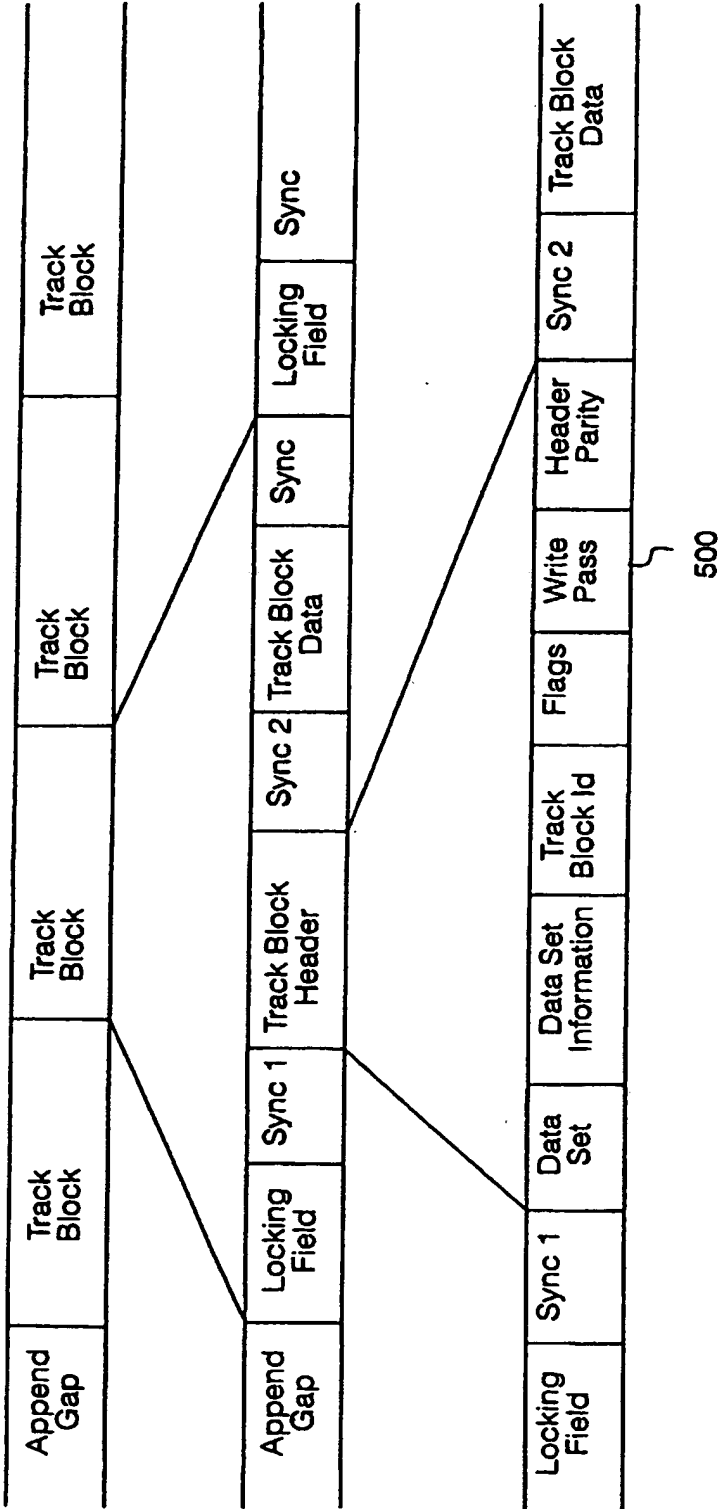 Append
Gap
Track
Block
Track
Block
Track
Block
Track
Block
Append
Gap
Locking
Field
Sync 1
Track Block
Header
Sync 2
Track Block
Data
Sync
Locking
Field
Sync
Locking
Field
Sync 1
Data
Set
Data Set
Information
Track
Block Id
Flags
Write
Pass
Header
Parity
Sync 2
Track Block
Data
500